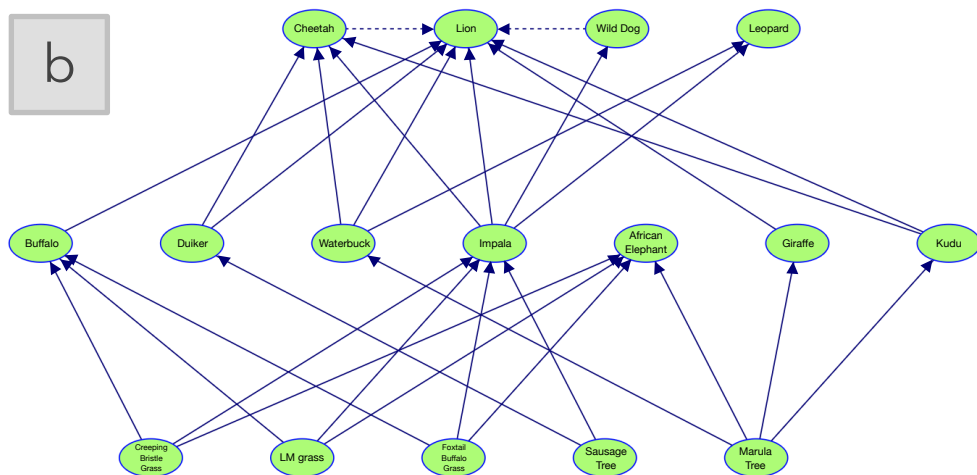 b
Cheetah
Lion
Wild Dog
Leopard
Buffalo
Duiker
Waterbuck
Impala
African
Elephant
Giraffe
Kudu
Creeping
Bristle
Grass
LM grass
Foxtail
Buffalo
Grass
Sausage
Tree
Marula
Tree